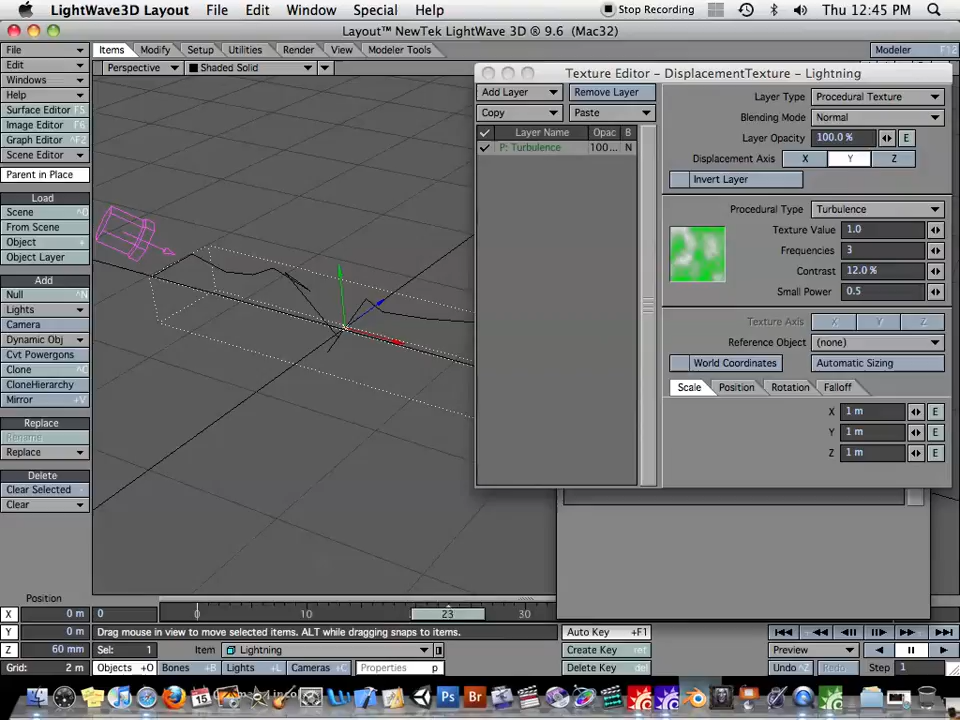 LightWave3D Layout File Edit Window Special Help Stop Recording Thu 12:45 PM
Layout™ NewTek LightWave 3D ® 9.6 (Mac32)
File
Edit
Windows
Help
Surface Editor F5
Image Editor F6
Graph Editor ^F2
Scene Editor
Parent in Place
Load
Scene ^O
From Scene
Object +
Object Layer
Add
Null ^N
Lights
Camera
Dynamic Obj
Cvt Powergons
Clone ^C
CloneHierarchy
Mirror +V
Replace
Rename
Replace
Delete
Clear Selected -
Clear
Items Modify Setup Utilities Render View Modeler Tools
Modeler F12
Perspective Shaded Solid
Texture Editor - DisplacementTexture - Lightning
Add Layer Remove Layer
Copy Paste
Layer Name Opac B
P: Turbulence 100... N
Layer Type Procedural Texture
Blending Mode Normal
Layer Opacity 100.0 % E
Displacement Axis X Y Z
Invert Layer
Procedural Type Turbulence
Texture Value 1.0
Frequencies 3
Contrast 12.0 %
Small Power 0.5
Texture Axis X Y Z
Reference Object (none)
World Coordinates Automatic Sizing
Scale Position Rotation Falloff
X 1 m E
Y 1 m E
Z 1 m E
Position
X 0 m
Y 0 m
Z 60 mm
Grid: 2 m
0 0 10 23 30
Drag mouse in view to move selected items. ALT while dragging snaps to items.
Sel: 1 Item Lightning
Objects +O Bones +B Lights +L Cameras +C Properties p
Auto Key +F1
Create Key ret
Delete Key del
Preview
Undo ^Z Redo Step 1